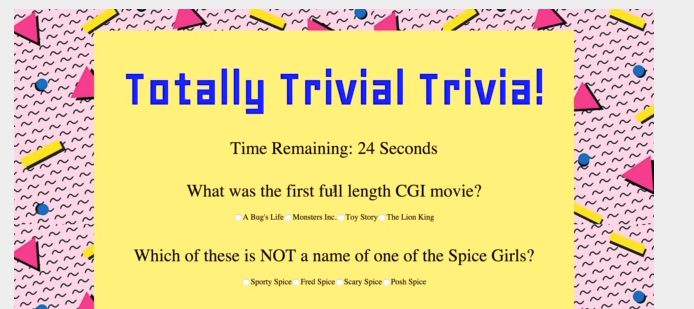 Totally Trivial Trivia!
Time Remaining: 24 Seconds
What was the first full length CGI movie?
A Bug's Life Monsters Inc. Toy Story The Lion King
Which of these is NOT a name of one of the Spice Girls?
Sporty Spice Fred Spice Scary Spice Posh Spice